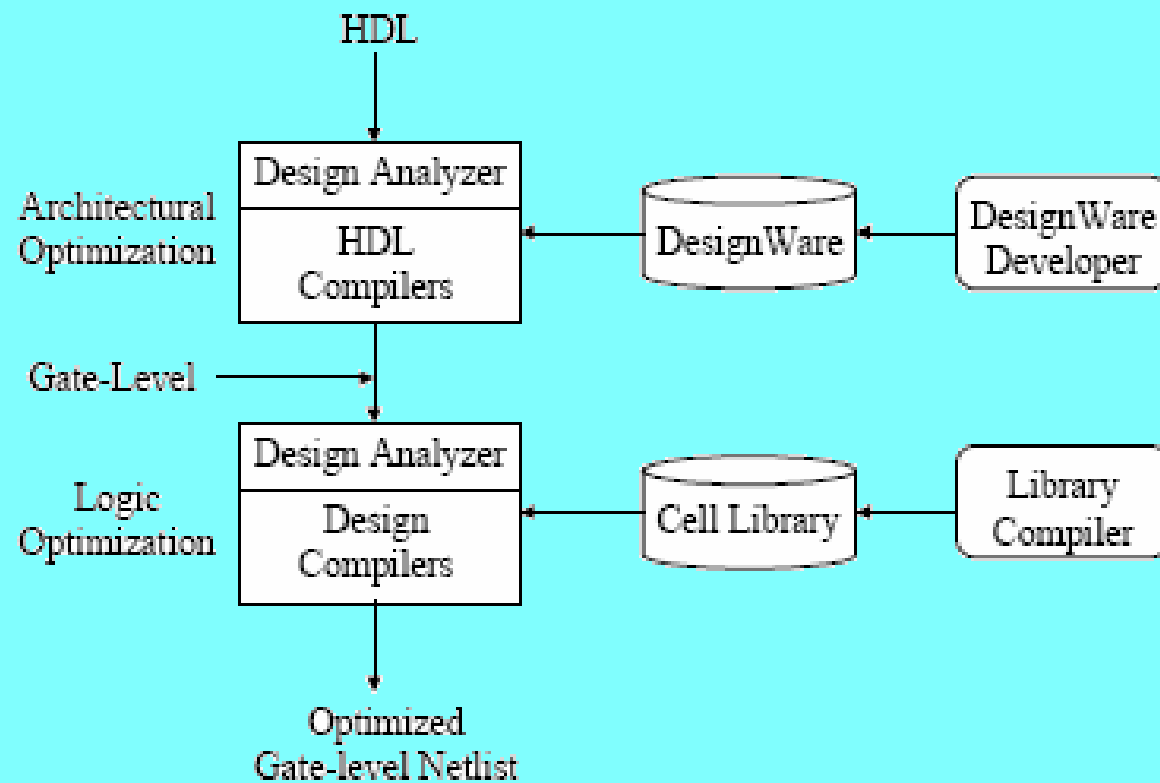 HDL
Design Analyzer
Architectural
Optimization
HDL
Compilers
DesignWare
DesignWare
Developer
Gate-Level
Design Analyzer
Logic
Optimization
Design
Compilers
Cell Library
Library
Compiler
Optimized
Gate-level Netlist